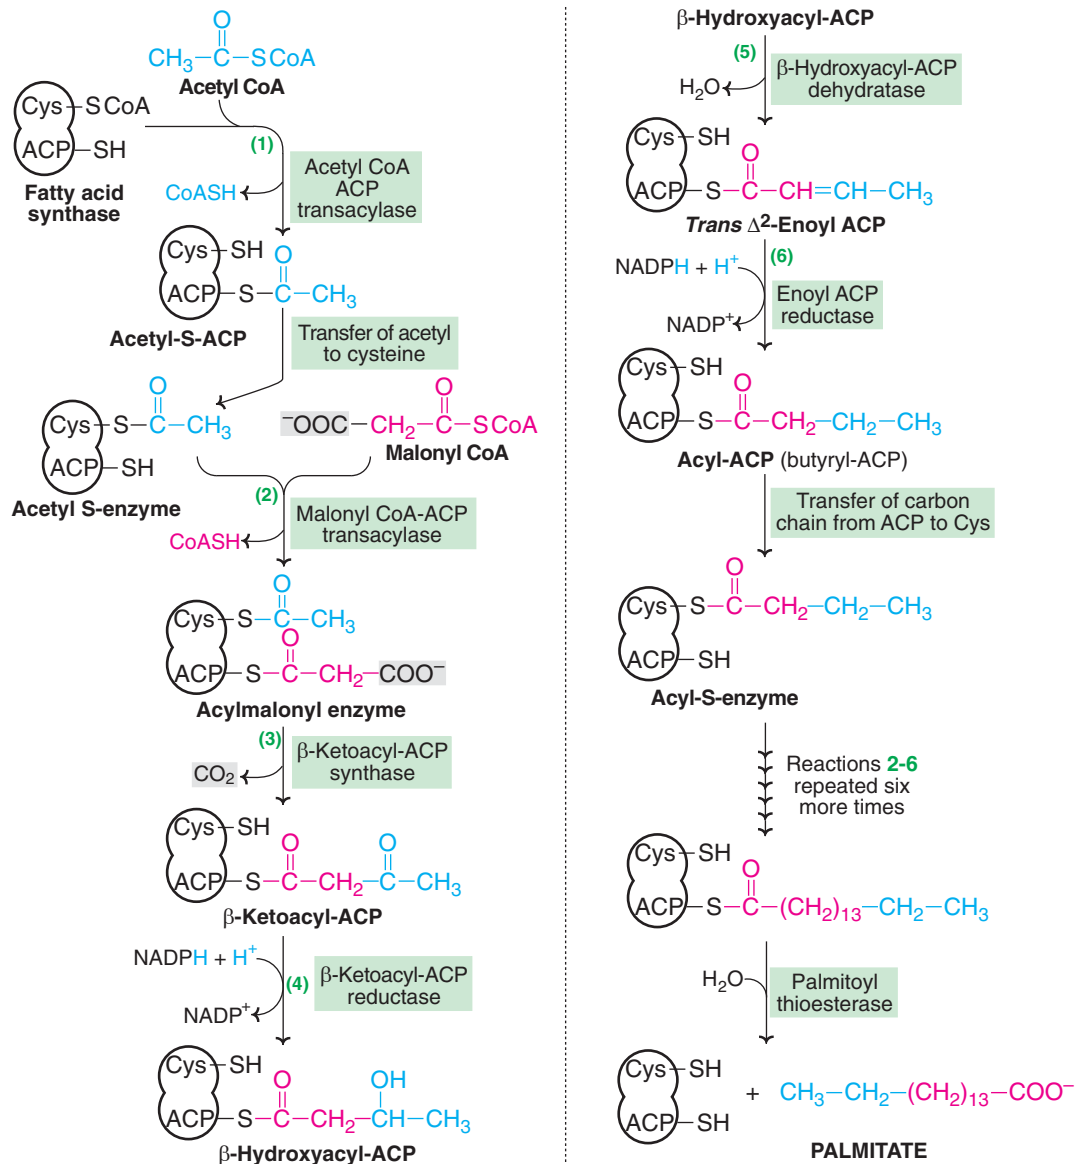 O
CH3–C–SCoA
Acetyl CoA
Cys–SCoA
ACP–SH
Fatty acid
synthase
(1)
CoASH
Acetyl CoA
ACP
transacylase
Cys–SH
O
ACP–S–C–CH3
Acetyl-S-ACP
Transfer of acetyl
to cysteine
O
Cys–S–C–CH3
ACP–SH
Acetyl S-enzyme
O
⁻OOC–CH2–C–SCoA
Malonyl CoA
(2)
CoASH
Malonyl CoA-ACP
transacylase
O
Cys–S–C–CH3
O
ACP–S–C–CH2–COO⁻
Acylmalonyl enzyme
(3)
CO2
β-Ketoacyl-ACP
synthase
Cys–SH
O O
ACP–S–C–CH2–C–CH3
β-Ketoacyl-ACP
NADPH + H⁺
(4)
NADP⁺
β-Ketoacyl-ACP
reductase
Cys–SH
O OH
ACP–S–C–CH2–CH–CH3
β-Hydroxyacyl-ACP
β-Hydroxyacyl-ACP
(5)
H2O
β-Hydroxyacyl-ACP
dehydratase
Cys–SH
O
ACP–S–C–CH=CH–CH3
Trans Δ²-Enoyl ACP
NADPH + H⁺
(6)
NADP⁺
Enoyl ACP
reductase
Cys–SH
O
ACP–S–C–CH2–CH2–CH3
Acyl-ACP (butyryl-ACP)
Transfer of carbon
chain from ACP to Cys
O
Cys–S–C–CH2–CH2–CH3
ACP–SH
Acyl-S-enzyme
Reactions 2-6
repeated six
more times
Cys–SH
O
ACP–S–C–(CH2)13–CH2–CH3
H2O
Palmitoyl
thioesterase
Cys–SH
ACP–SH
+ CH3–CH2–(CH2)13–COO⁻
PALMITATE